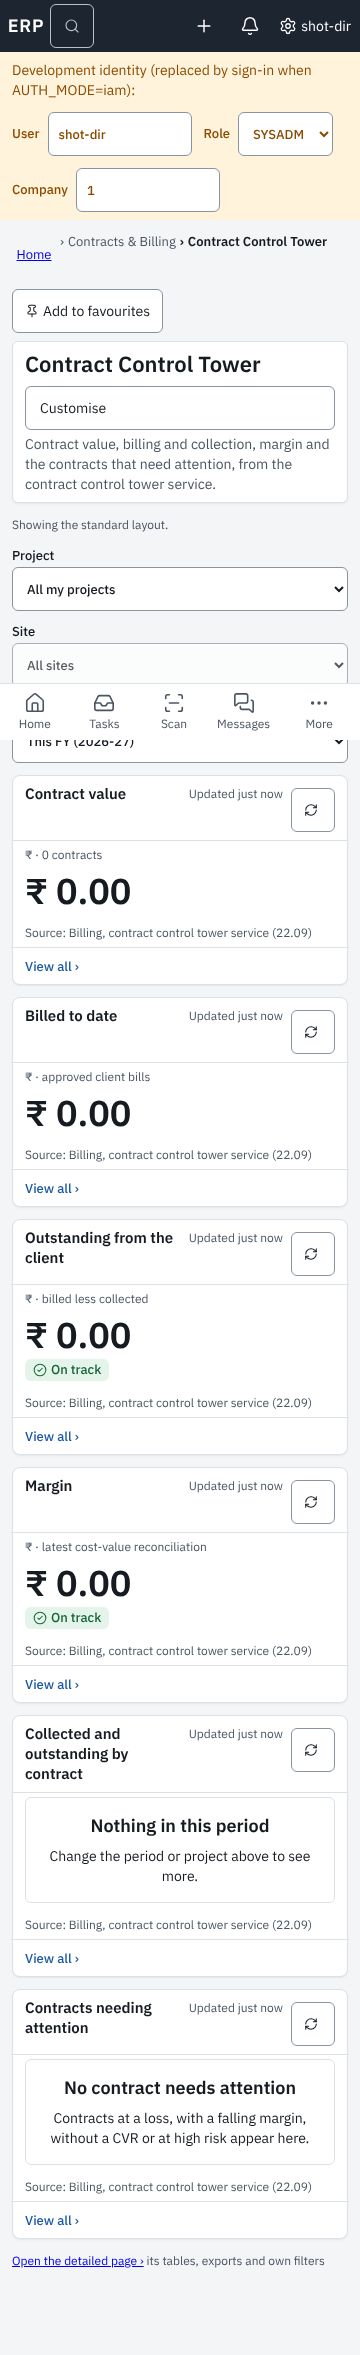 ERP
shot-dir
Development identity (replaced by sign-in when
AUTH_MODE=iam):
User shot-dir Role SYSADM
Company 1
Home › Contracts & Billing › Contract Control Tower
Add to favourites
Contract Control Tower
Customise
Contract value, billing and collection, margin and
the contracts that need attention, from the
contract control tower service.
Showing the standard layout.
Project
All my projects
Site
All sites
Home Tasks Scan Messages More
This FY (2026-27)
Contract value Updated just now
₹ · 0 contracts
₹ 0.00
Source: Billing, contract control tower service (22.09)
View all ›
Billed to date Updated just now
₹ · approved client bills
₹ 0.00
Source: Billing, contract control tower service (22.09)
View all ›
Outstanding from the Updated just now
client
₹ · billed less collected
₹ 0.00
On track
Source: Billing, contract control tower service (22.09)
View all ›
Margin Updated just now
₹ · latest cost-value reconciliation
₹ 0.00
On track
Source: Billing, contract control tower service (22.09)
View all ›
Collected and Updated just now
outstanding by
contract
Nothing in this period
Change the period or project above to see
more.
Source: Billing, contract control tower service (22.09)
View all ›
Contracts needing Updated just now
attention
No contract needs attention
Contracts at a loss, with a falling margin,
without a CVR or at high risk appear here.
Source: Billing, contract control tower service (22.09)
View all ›
Open the detailed page › its tables, exports and own filters